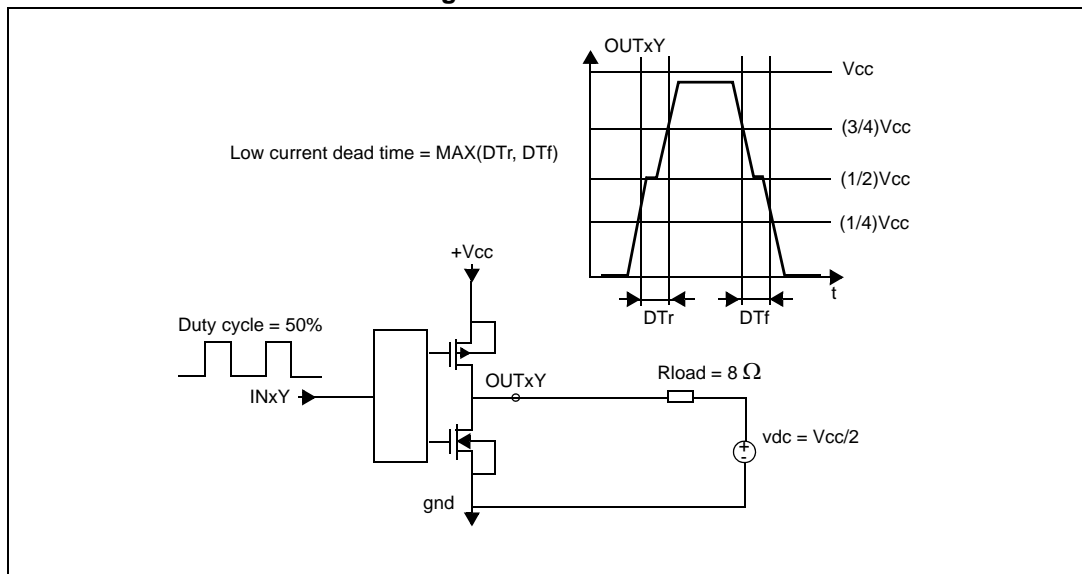 OUTxY
Vcc
(3/4)Vcc
Low current dead time = MAX(DTr, DTf)
(1/2)Vcc
(1/4)Vcc
+Vcc
t
DTr
DTf
Duty cycle = 50%
OUTxY
Rload = 8 Ω
INxY
vdc = Vcc/2
+
-
gnd